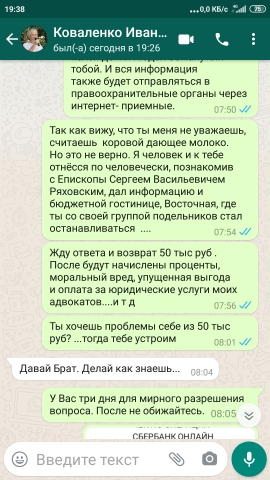 19:38
...0,0 КБ/с
75
Коваленко Иван...
был(-а) сегодня в 19:26
тобой. И вся информация
также будет отправляться в
правоохранительные органы через
интернет- приемные.
07:50
Так как вижу, что ты меня не уважаешь,
считаешь коровой дающее молоко.
Но это не верно. Я человек и к тебе
отнёсся по человечески, познакомив
с Епископы Сергеем Васильевичем
Ряховским, дал информацию и
бюджетной гостинице, Восточная, где
ты со своей группой подельников стал
останавливаться ....
07:54
Жду ответа и возврат 50 тыс руб .
После будут начислены проценты,
моральный вред, упущенная выгода
и оплата за юридические услуги моих
адвокатов....и т д
07:56
Ты хочешь проблемы себе из 50 тыс
руб? ...тогда тебе устроим
08:01
Давай Брат. Делай как знаешь...
08:04
У Вас три дня для мирного разрешения
вопроса. После не обижайтесь.
08:05
СБЕРБАНК ОНЛАЙН
Введите текст